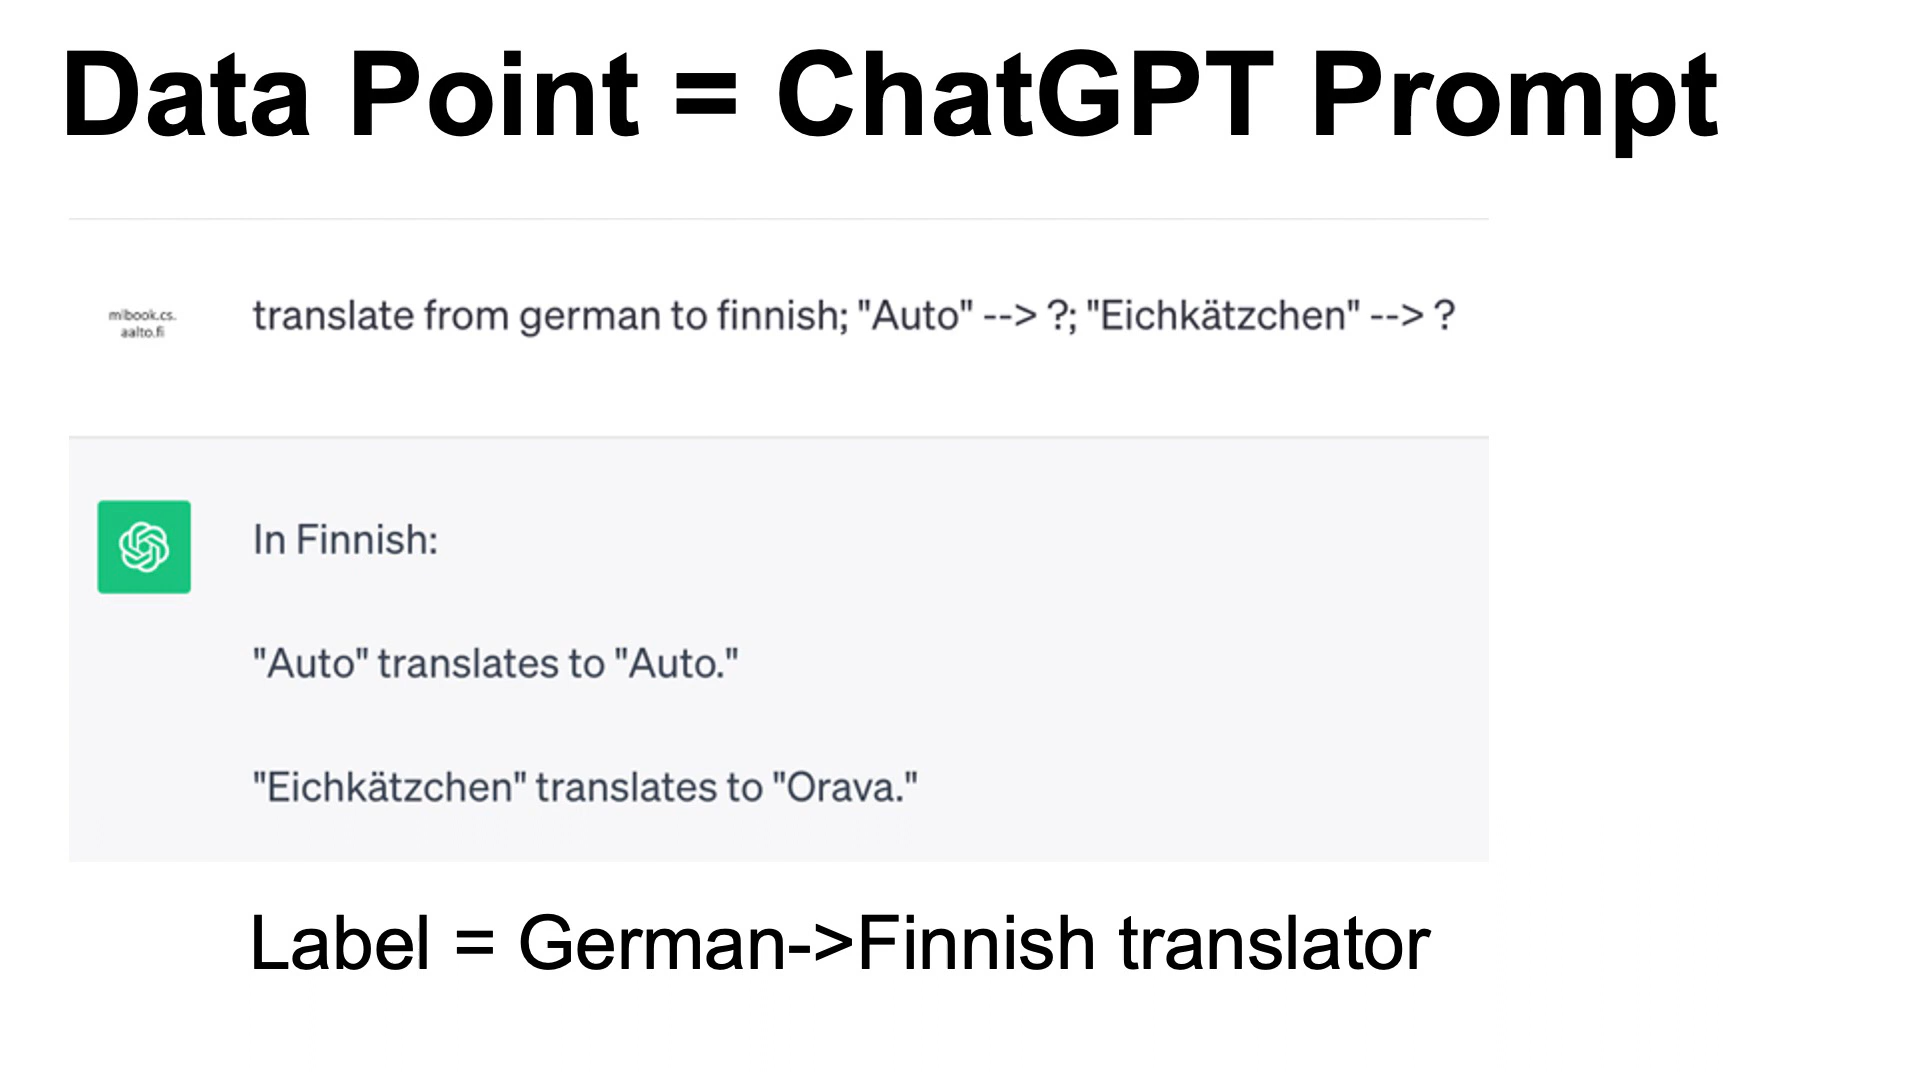 Data Point = ChatGPT Prompt
mlbook.cs.
aalto.fi
translate from german to finnish; "Auto" --> ?; "Eichkätzchen" --> ?
In Finnish:
"Auto" translates to "Auto."
"Eichkätzchen" translates to "Orava."
Label = German->Finnish translator